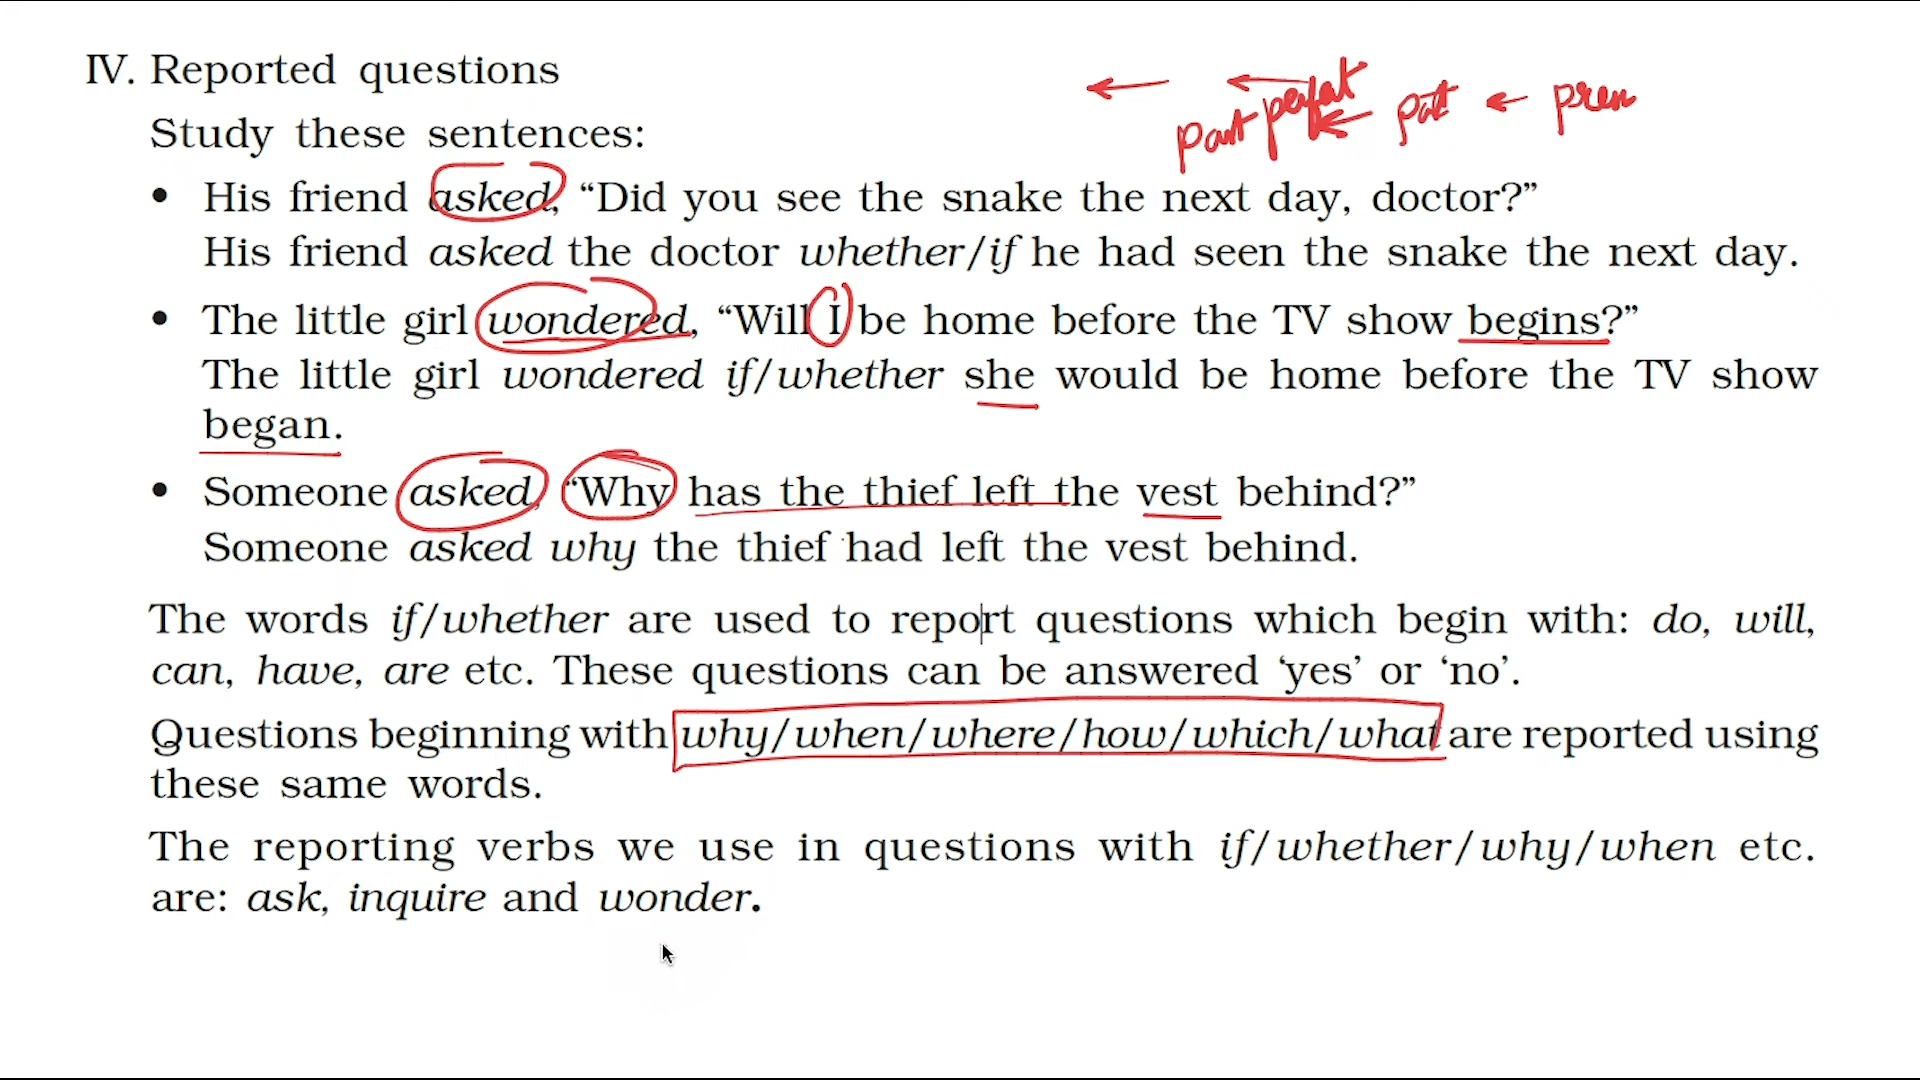 IV. Reported questions
past perfect ← past ← pren
Study these sentences:
• His friend asked, “Did you see the snake the next day, doctor?”
His friend asked the doctor whether/if he had seen the snake the next day.
• The little girl wondered, “Will I be home before the TV show begins?”
The little girl wondered if/whether she would be home before the TV show
began.
• Someone asked, “Why has the thief left the vest behind?”
Someone asked why the thief had left the vest behind.
The words if/whether are used to report questions which begin with: do, will,
can, have, are etc. These questions can be answered ‘yes’ or ‘no’.
Questions beginning with why/when/where/how/which/what are reported using
these same words.
The reporting verbs we use in questions with if/whether/why/when etc.
are: ask, inquire and wonder.